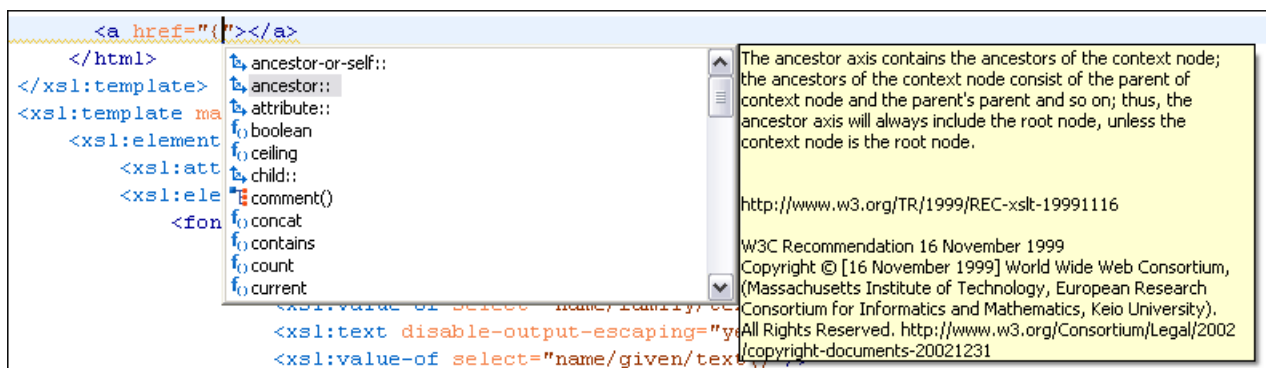 <a href="{"></a>
</html>
</xsl:template>
<xsl:template ma
<xsl:element
<xsl:att
<xsl:ele
<fon
ancestor-or-self::
ancestor::
attribute::
boolean
ceiling
child::
comment()
concat
contains
count
current
The ancestor axis contains the ancestors of the context node;
the ancestors of the context node consist of the parent of
context node and the parent's parent and so on; thus, the
ancestor axis will always include the root node, unless the
context node is the root node.
http://www.w3.org/TR/1999/REC-xslt-19991116
W3C Recommendation 16 November 1999
Copyright © [16 November 1999] World Wide Web Consortium,
(Massachusetts Institute of Technology, European Research
Consortium for Informatics and Mathematics, Keio University).
All Rights Reserved. http://www.w3.org/Consortium/Legal/2002
/copyright-documents-20021231
<xsl:value-of select="name/family/te
<xsl:text disable-output-escaping="ye
<xsl:value-of select="name/given/text()"/>